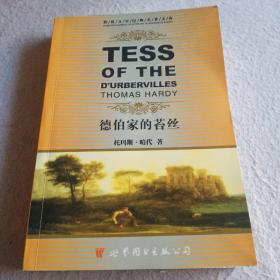 TESS
OF THE
D'URBERVILLES
THOMAS HARDY
德伯家的苔丝
托玛斯·哈代 著
世界图书出版公司